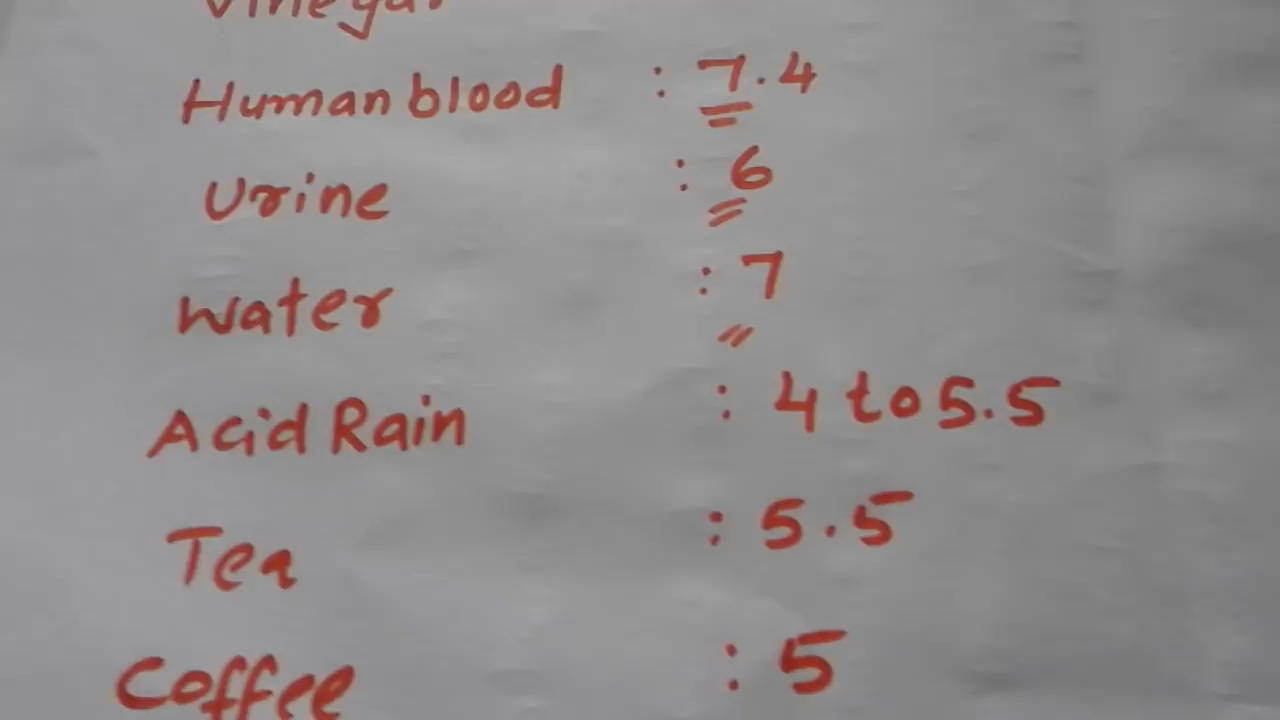 Vinegar
Human blood : 7.4
Urine : 6
Water : 7
Acid Rain : 4 to 5.5
Tea : 5.5
Coffee : 5